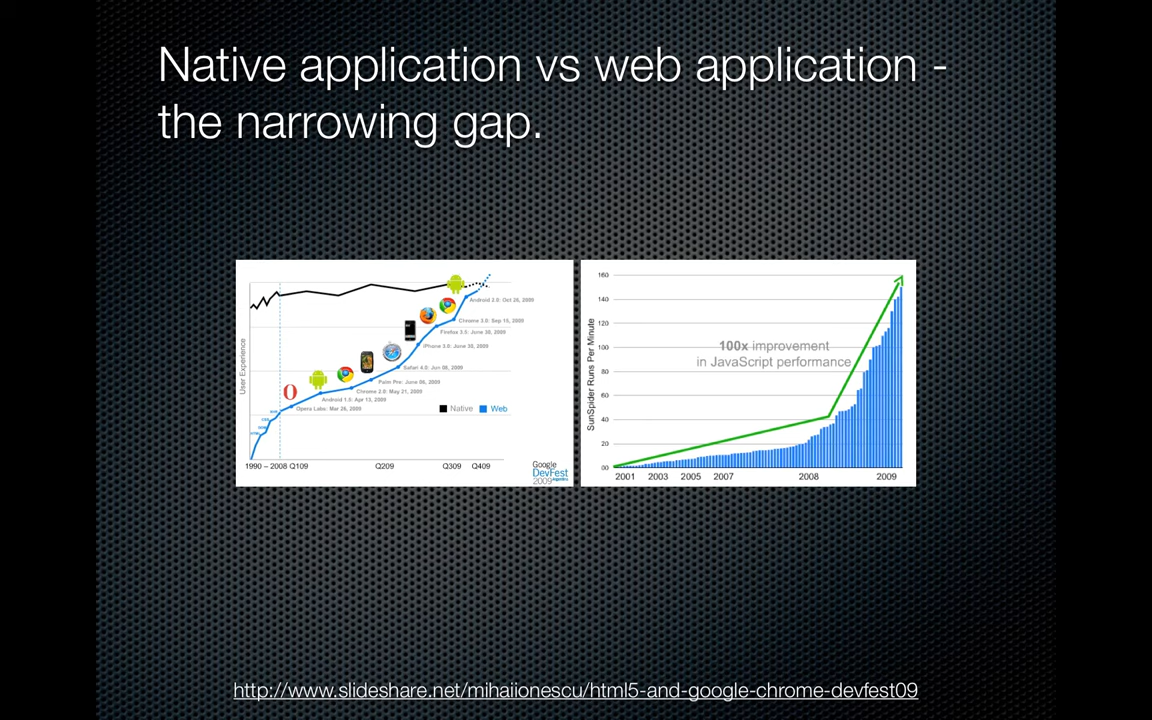 Native application vs web application -
the narrowing gap.
User Experience
Opera Labs: Mar 26, 2009
Android 1.5: Apr 13, 2009
Chrome 2.0: May 21, 2009
Palm Pre: June 06, 2009
Safari 4.0: Jun 08, 2009
iPhone 3.0: June 30, 2009
Firefox 3.5: June 30, 2009
Chrome 3.0: Sep 15, 2009
Android 2.0: Oct 26, 2009
Native Web
1990 – 2008 Q109 Q209 Q309 Q409
Google
DevFest
2009 Argentina
SunSpider Runs Per Minute
160
140
120
100
80
60
40
20
00
100x improvement
in JavaScript performance
2001 2003 2005 2007 2008 2009
http://www.slideshare.net/mihaiionescu/html5-and-google-chrome-devfest09